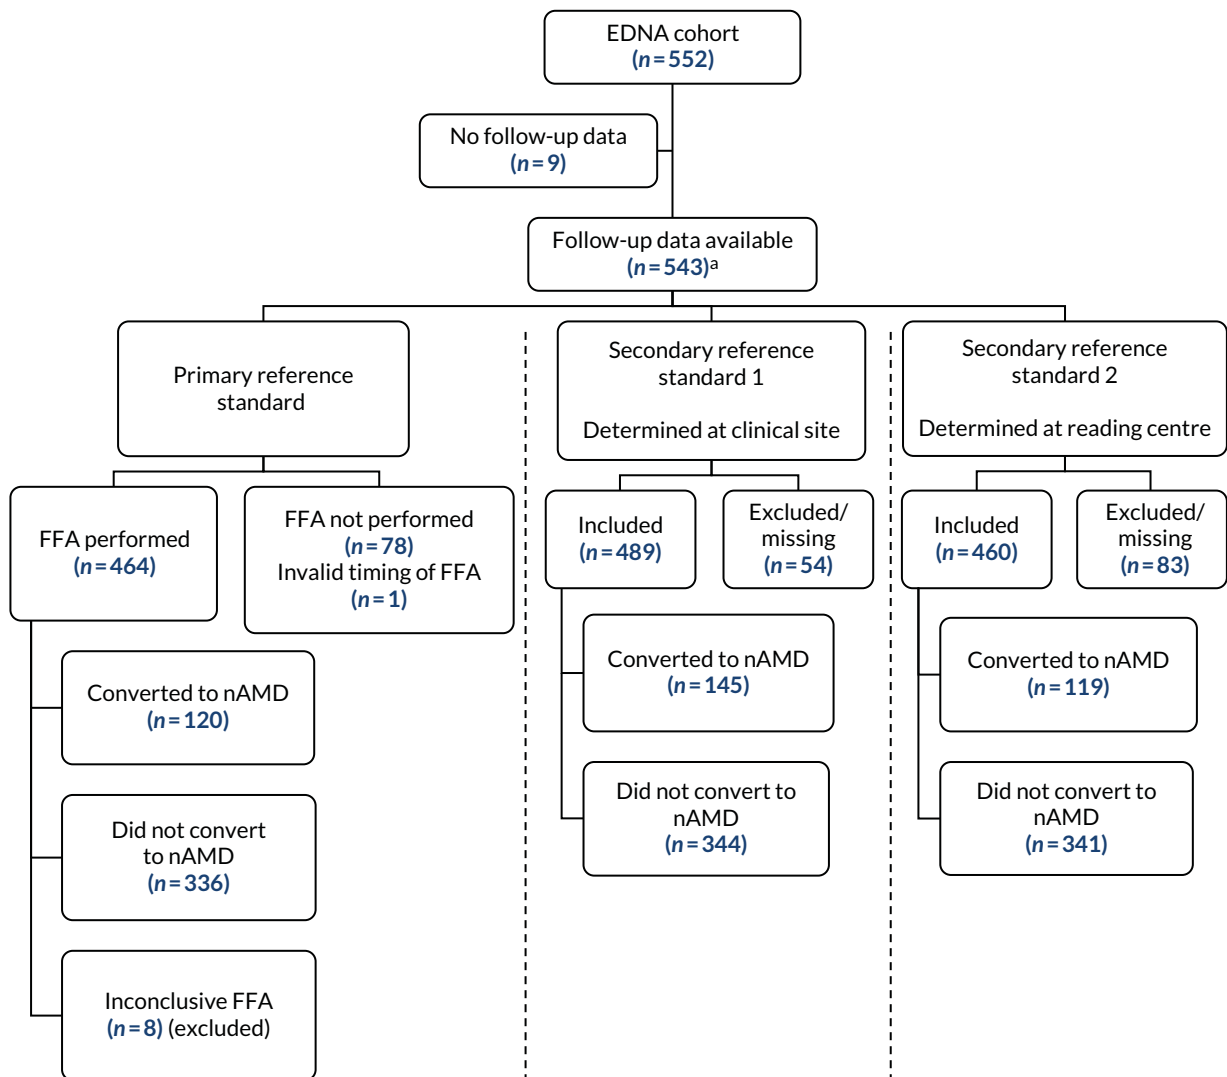 EDNA cohort
(n=552)
No follow-up data
(n=9)
Follow-up data available
(n=543)a
Primary reference
standard
FFA performed
(n=464)
FFA not performed
(n=78)
Invalid timing of FFA
(n=1)
Converted to nAMD
(n=120)
Did not convert
to nAMD
(n=336)
Inconclusive FFA
(n=8) (excluded)
Secondary reference
standard 1
Determined at clinical site
Included
(n=489)
Excluded/
missing
(n=54)
Converted to nAMD
(n=145)
Did not convert to
nAMD
(n=344)
Secondary reference
standard 2
Determined at reading centre
Included
(n=460)
Excluded/
missing
(n=83)
Converted to nAMD
(n=119)
Did not convert to
nAMD
(n=341)